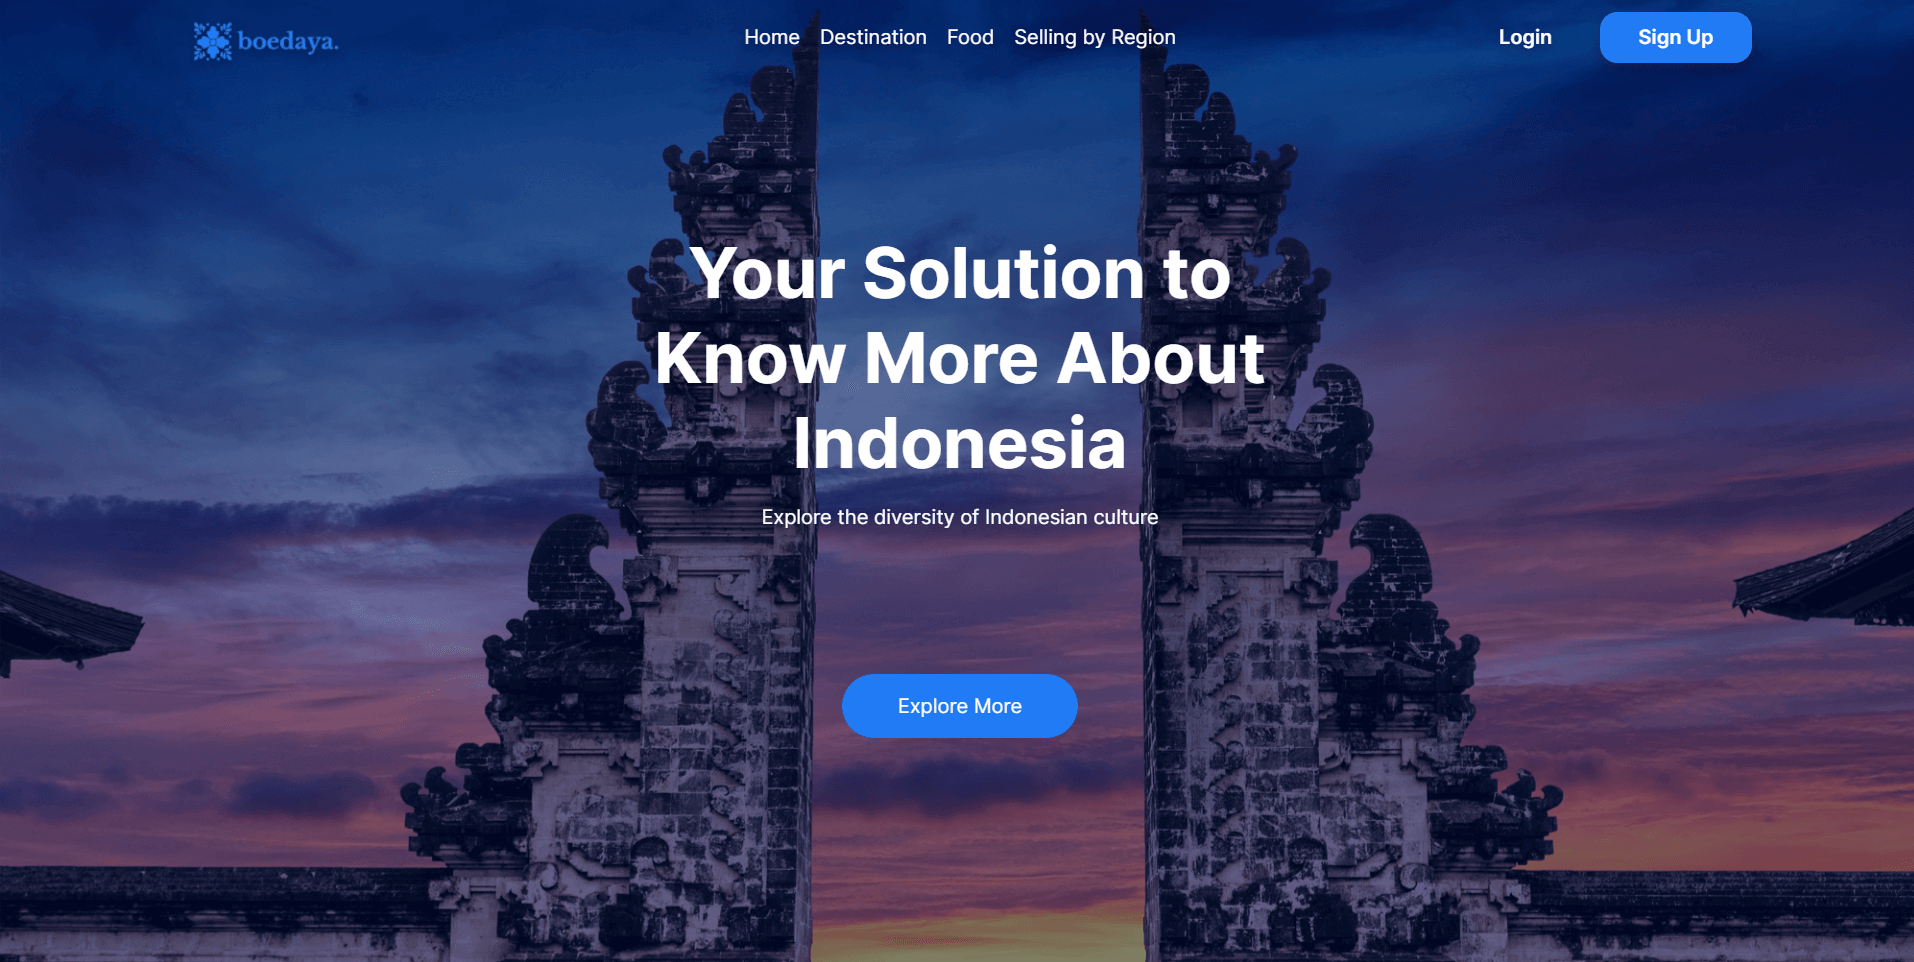 boedaya.
Home Destination Food Selling by Region
Login
Sign Up
Your Solution to
Know More About
Indonesia
Explore the diversity of Indonesian culture
Explore More